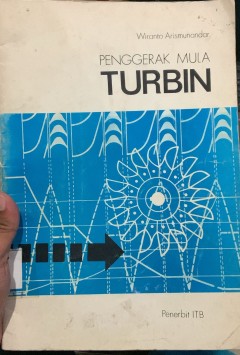 Wiranto Arismunandar,
PENGGERAK MULA
TURBIN
Penerbit ITB